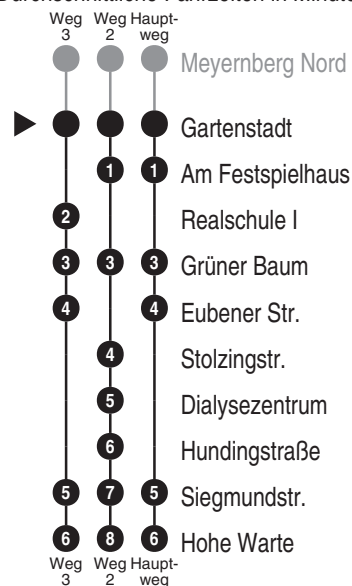 Durchschnittliche Fahrzeiten in Minuten
Weg 3 Weg 2 Haupt-weg
Meyernberg Nord
Gartenstadt
1 1 Am Festspielhaus
2 Realschule I
3 3 3 Grüner Baum
4 4 Eubener Str.
4 Stolzingstr.
5 Dialysezentrum
6 Hundingstraße
5 7 5 Siegmundstr.
6 8 6 Hohe Warte
Weg 3 Weg 2 Haupt-weg